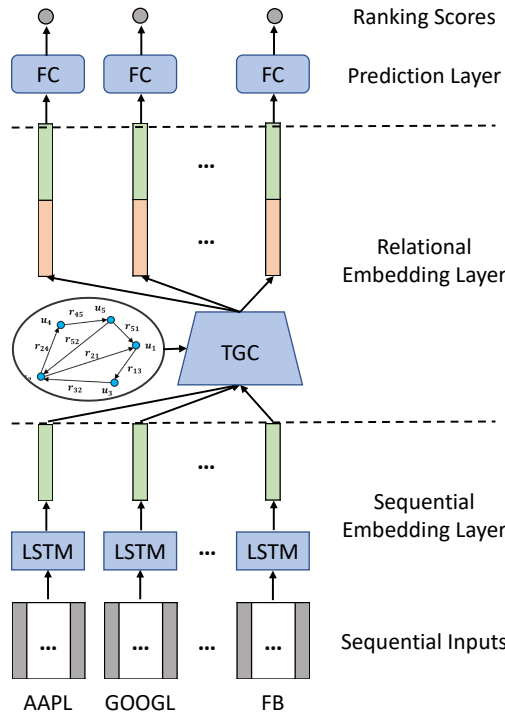 Ranking Scores
FC FC FC Prediction Layer
...
...
Relational
Embedding Layer
r45
u4 u5
r51
r24 r52
r21 u1
TGC
r13
r32 u3
...
Sequential
Embedding Layer
LSTM LSTM ... LSTM
... ... ... ... Sequential Inputs
AAPL GOOGL FB